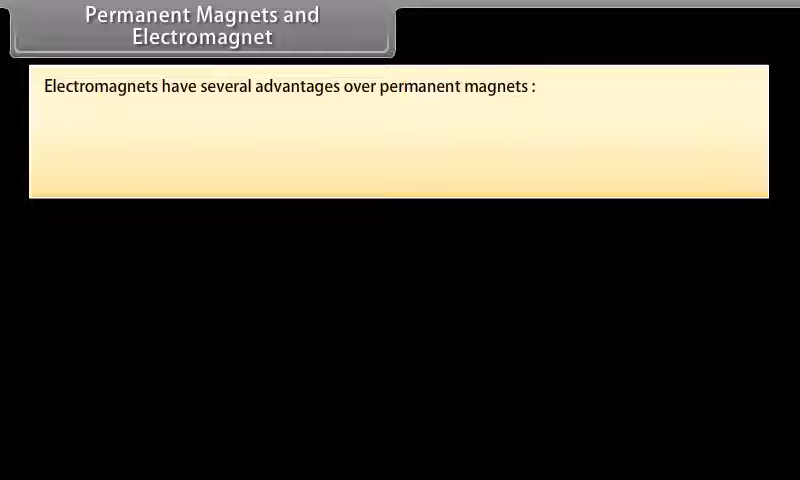 Permanent Magnets and
Electromagnet
Electromagnets have several advantages over permanent magnets :